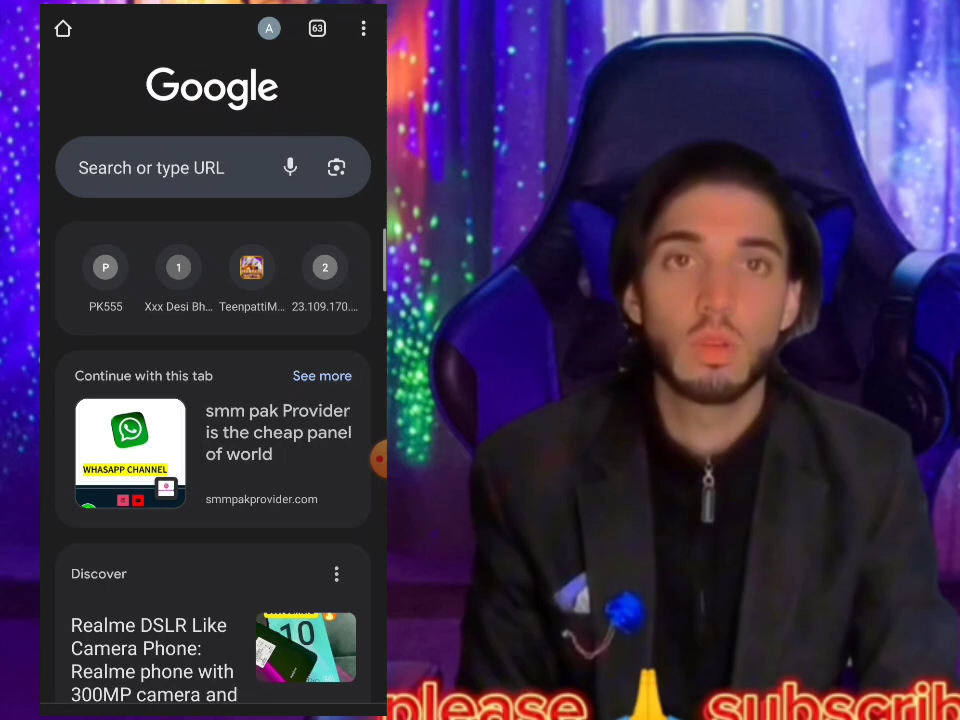 A
63
Google
Search or type URL
P
1
2
PK555
Xxx Desi Bh...
TeenpattiM...
23.109.170....
Continue with this tab
See more
smm pak Provider
is the cheap panel
of world
WHASAPP CHANNEL
smmpakprovider.com
Discover
Realme DSLR Like
Camera Phone:
Realme phone with
300MP camera and
10
please 🙏 subscrib